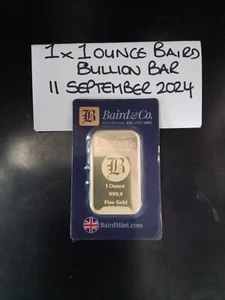 1 x 1 OUNCE BAIRD
BULLION BAR
11 SEPTEMBER 2024
B
Baird & Co.
B
1 Ounce
999.9
Fine Gold
BairdMint.com